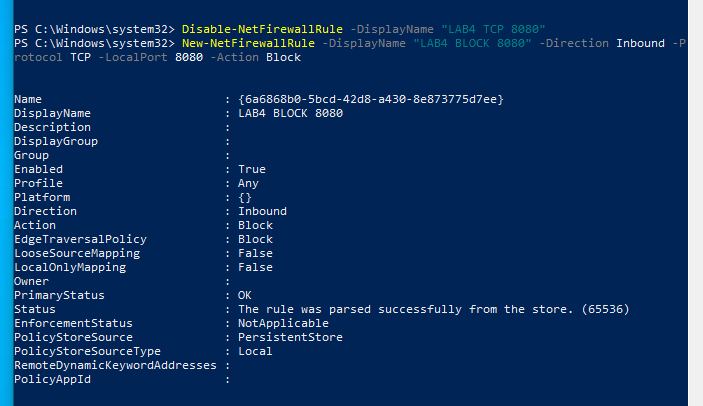 PS C:\Windows\system32> Disable-NetFirewallRule -DisplayName "LAB4 TCP 8080"
PS C:\Windows\system32> New-NetFirewallRule -DisplayName "LAB4 BLOCK 8080" -Direction Inbound -P
rotocol TCP -LocalPort 8080 -Action Block
Name : {6a6868b0-5bcd-42d8-a430-8e873775d7ee}
DisplayName : LAB4 BLOCK 8080
Description :
DisplayGroup :
Group :
Enabled : True
Profile : Any
Platform : {}
Direction : Inbound
Action : Block
EdgeTraversalPolicy : Block
LooseSourceMapping : False
LocalOnlyMapping : False
Owner :
PrimaryStatus : OK
Status : The rule was parsed successfully from the store. (65536)
EnforcementStatus : NotApplicable
PolicyStoreSource : PersistentStore
PolicyStoreSourceType : Local
RemoteDynamicKeywordAddresses :
PolicyAppId :